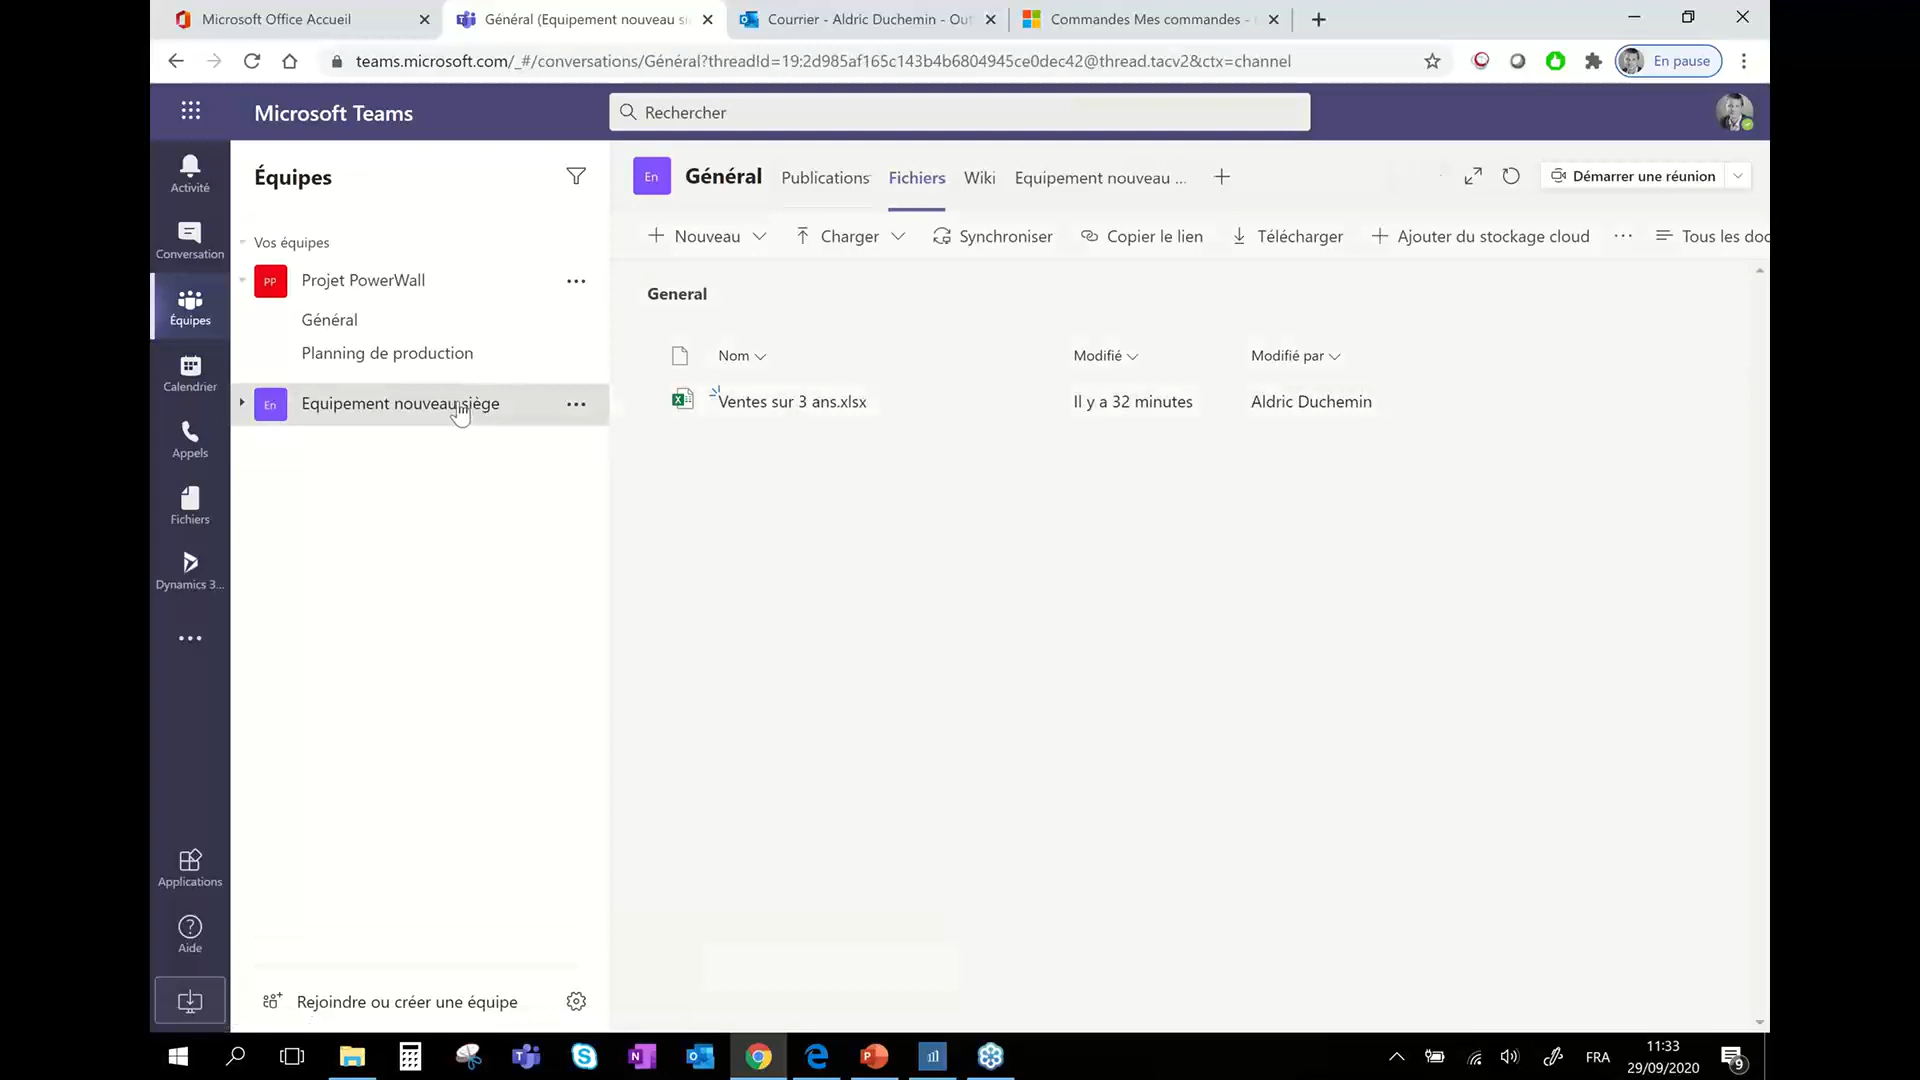 Microsoft Office Accueil
Général (Equipement nouveau si
Courrier - Aldric Duchemin - Out
Commandes Mes commandes -
teams.microsoft.com/_#/conversations/Général?threadId=19:2d985af165c143b4b6804945ce0dec42@thread.tacv2&ctx=channel
En pause
Microsoft Teams
Rechercher
Activité
Conversation
Équipes
Calendrier
Appels
Fichiers
Dynamics 3...
Applications
Aide
Équipes
Vos équipes
PP Projet PowerWall
Général
Planning de production
En Equipement nouveau siège
Rejoindre ou créer une équipe
En Général Publications Fichiers Wiki Equipement nouveau ...
Démarrer une réunion
Nouveau Charger Synchroniser Copier le lien Télécharger Ajouter du stockage cloud ... Tous les doc
General
Nom Modifié Modifié par
Ventes sur 3 ans.xlsx Il y a 32 minutes Aldric Duchemin
FRA
11:33
29/09/2020
9